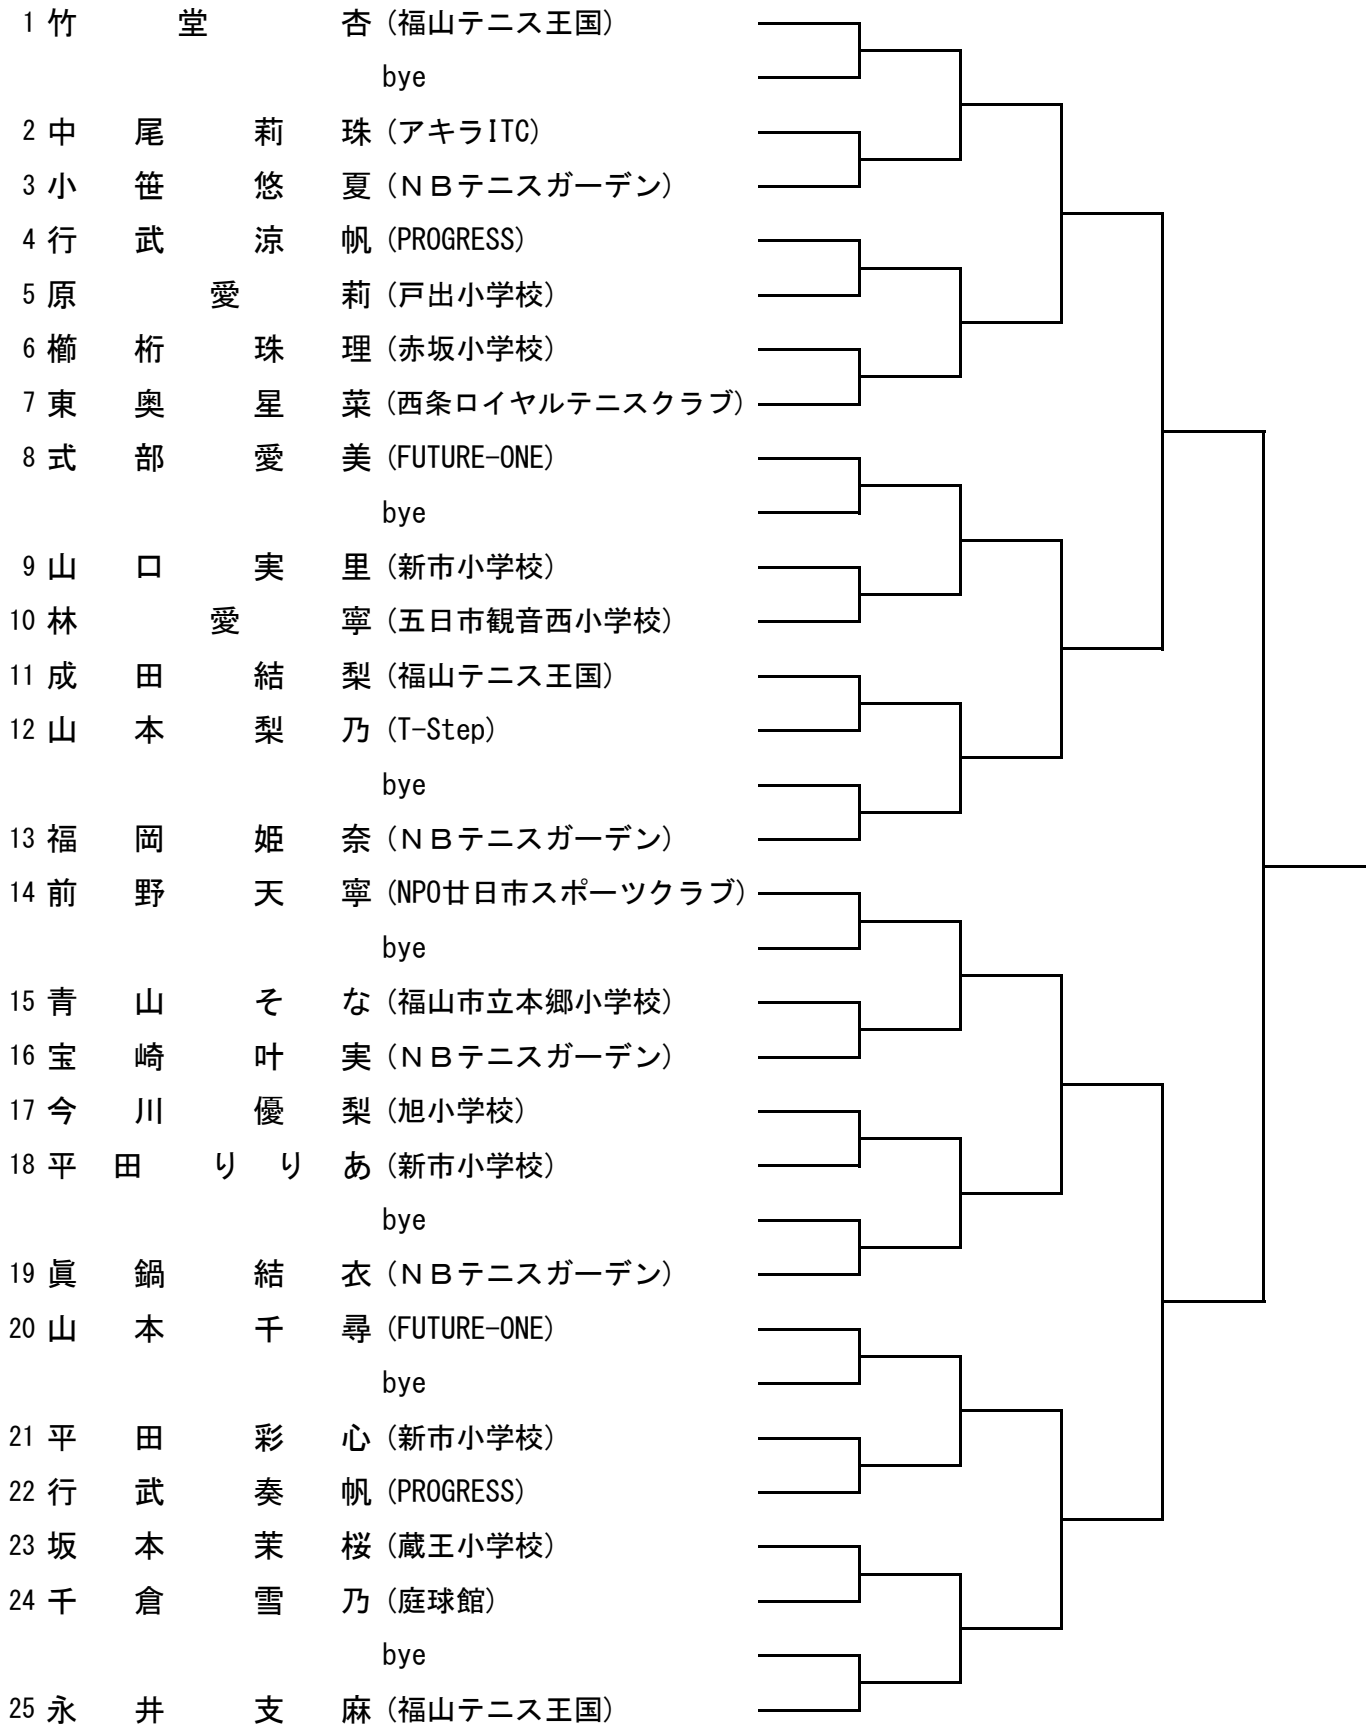 1 竹堂杏 (福山テニス王国)
bye
2 中尾莉珠 (アキラITC)
3 小笹悠夏 (ＮＢテニスガーデン)
4 行武涼帆 (PROGRESS)
5 原愛莉 (戸出小学校)
6 櫛桁珠理 (赤坂小学校)
7 東奥星菜 (西条ロイヤルテニスクラブ)
8 式部愛美 (FUTURE-ONE)
bye
9 山口実里 (新市小学校)
10 林愛寧 (五日市観音西小学校)
11 成田結梨 (福山テニス王国)
12 山本梨乃 (T-Step)
bye
13 福岡姫奈 (ＮＢテニスガーデン)
14 前野天寧 (NPO廿日市スポーツクラブ)
bye
15 青山そな (福山市立本郷小学校)
16 宝崎叶実 (ＮＢテニスガーデン)
17 今川優梨 (旭小学校)
18 平田りりあ (新市小学校)
bye
19 眞鍋結衣 (ＮＢテニスガーデン)
20 山本千尋 (FUTURE-ONE)
bye
21 平田彩心 (新市小学校)
22 行武奏帆 (PROGRESS)
23 坂本茉桜 (蔵王小学校)
24 千倉雪乃 (庭球館)
bye
25 永井支麻 (福山テニス王国)